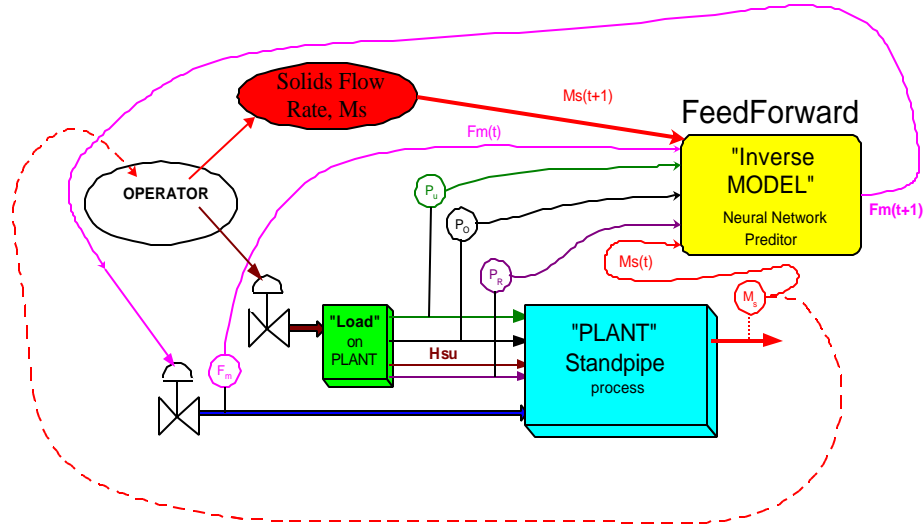 Solids Flow
Rate, Ms
Ms(t+1)
FeedForward
Fm(t)
"Inverse
MODEL"
Neural Network
Preditor
OPERATOR
Pu
PO
Fm(t+1)
PR
Ms(t)
Ms
"Load"
on
PLANT
Hsu
"PLANT"
Standpipe
process
Fm